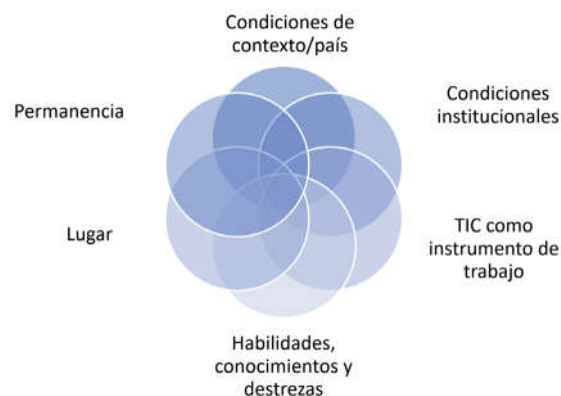 Condiciones de
contexto/país
Permanencia
Condiciones
institucionales
Lugar
TIC como
instrumento de
trabajo
Habilidades,
conocimientos y
destrezas